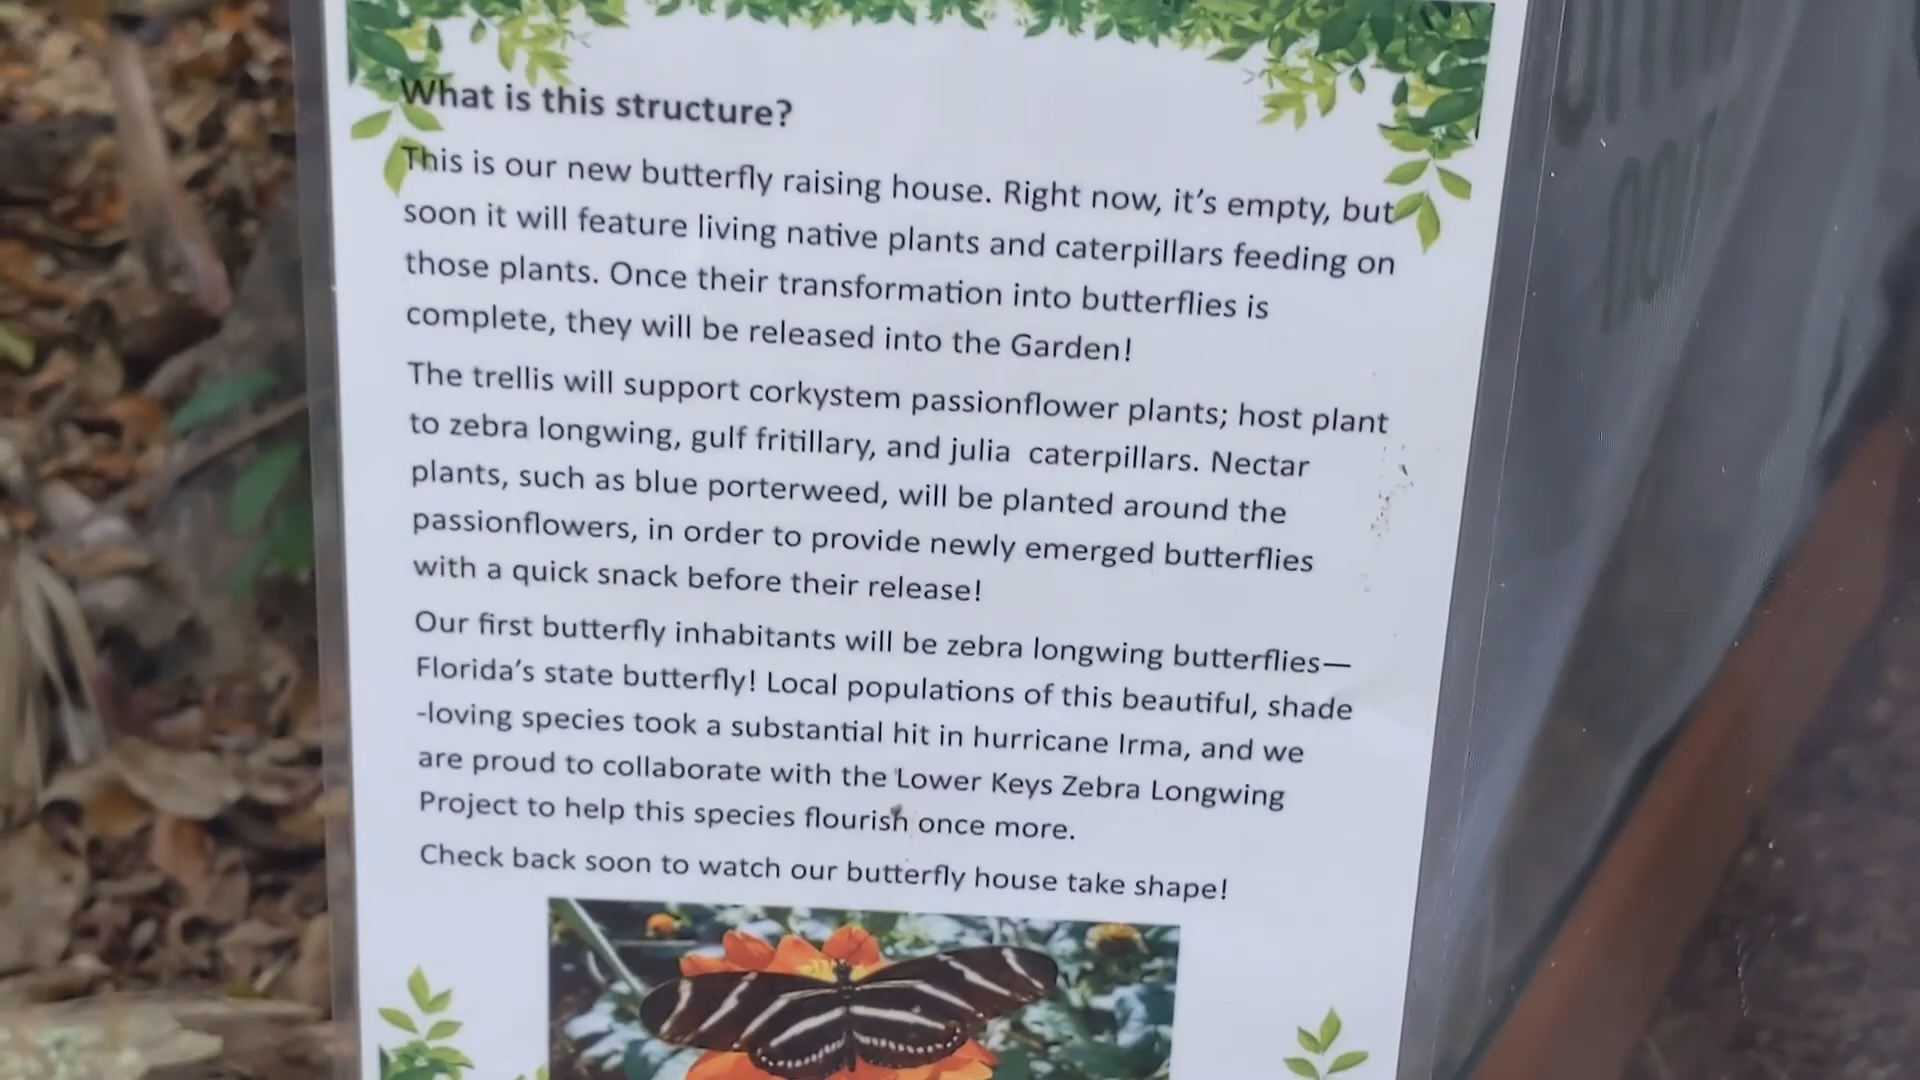 What is this structure?
This is our new butterfly raising house. Right now, it's empty, but
soon it will feature living native plants and caterpillars feeding on
those plants. Once their transformation into butterflies is
complete, they will be released into the Garden!
The trellis will support corkystem passionflower plants; host plant
to zebra longwing, gulf fritillary, and julia caterpillars. Nectar
plants, such as blue porterweed, will be planted around the
passionflowers, in order to provide newly emerged butterflies
with a quick snack before their release!
Our first butterfly inhabitants will be zebra longwing butterflies—
Florida's state butterfly! Local populations of this beautiful, shade
-loving species took a substantial hit in hurricane Irma, and we
are proud to collaborate with the Lower Keys Zebra Longwing
Project to help this species flourish once more.
Check back soon to watch our butterfly house take shape!